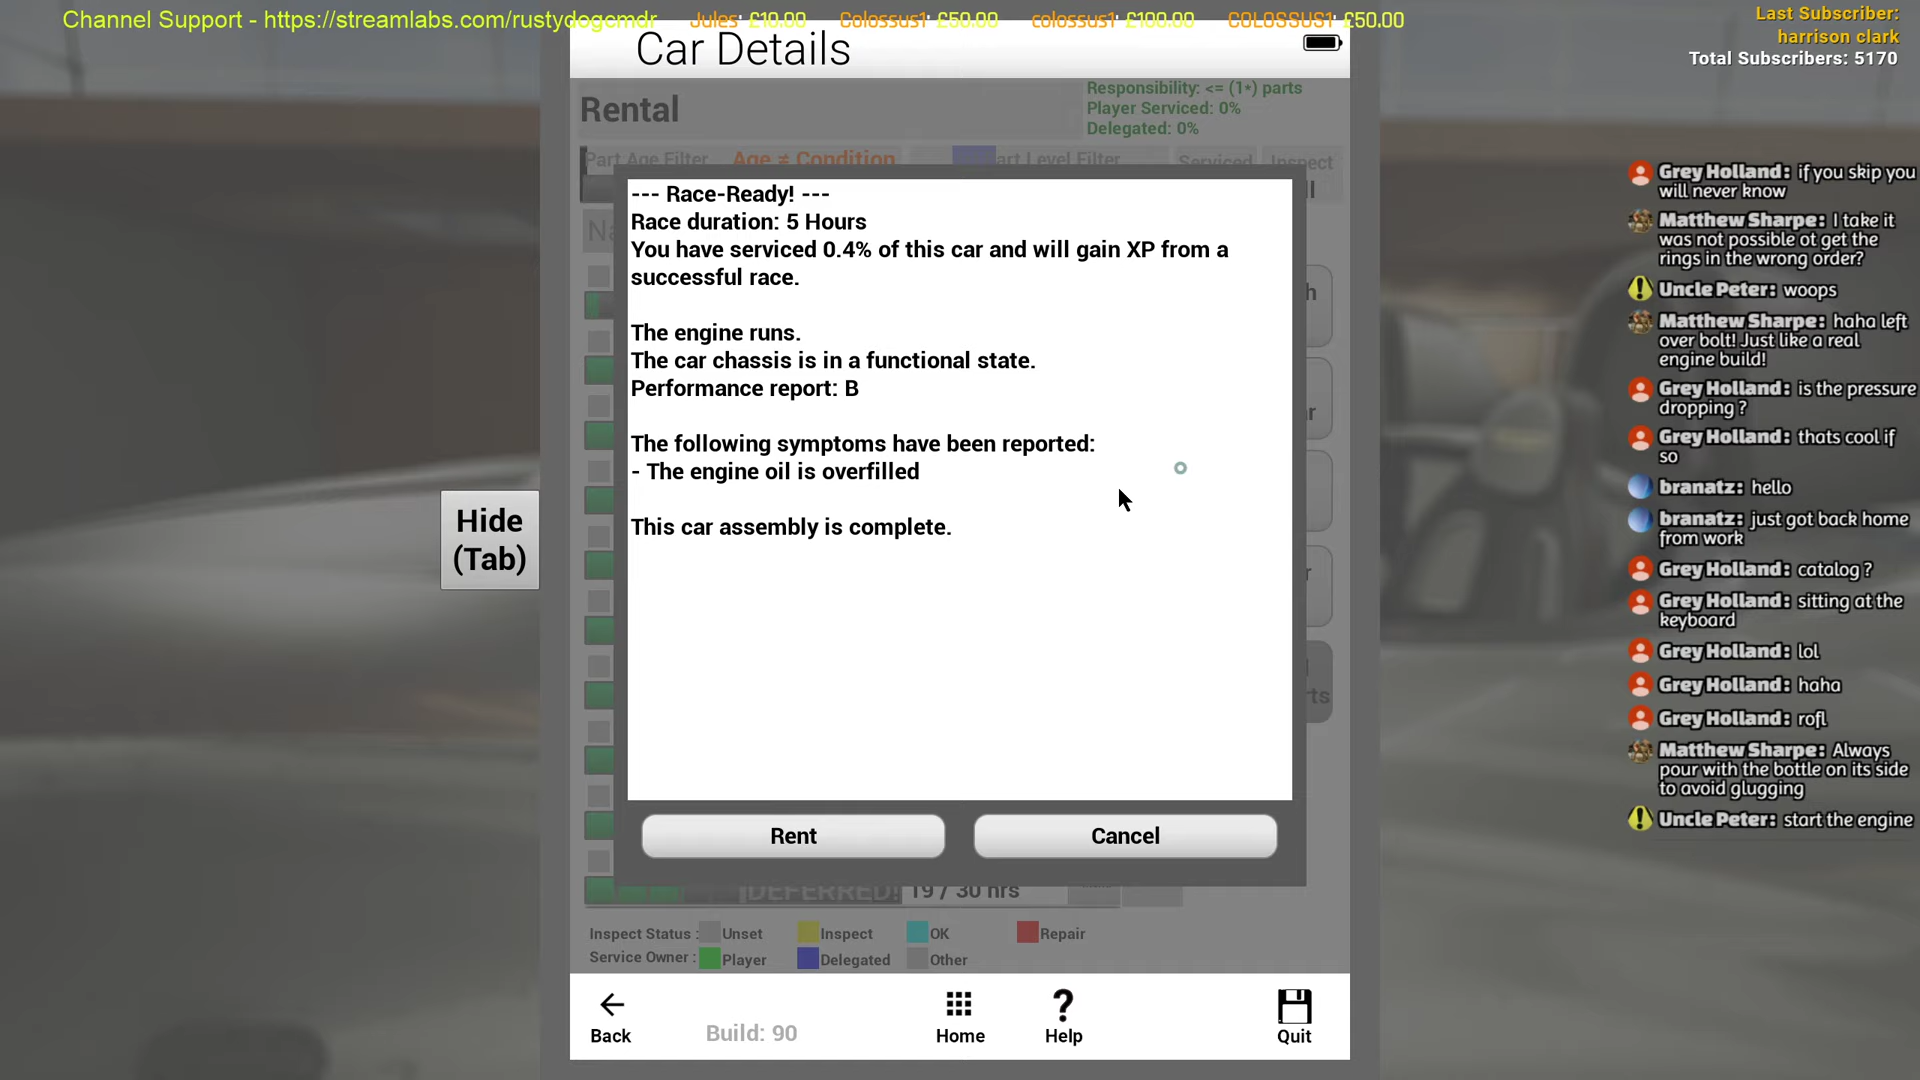 Channel Support - https://streamlabs.com/rustydogcmdr Jules £10.00 Colossus1 £50.00 colossus1 £100.00 COLOSSUS1 £50.00
Last Subscriber:
harrison clark
Total Subscribers: 5170
Car Details
Rental
Responsibility: <= (1*) parts
Player Serviced: 0%
Delegated: 0%
Part Age Filter Age ≠ Condition art Level Filter Serviced Inspect
--- Race-Ready! ---
Race duration: 5 Hours
You have serviced 0.4% of this car and will gain XP from a
successful race.
The engine runs.
The car chassis is in a functional state.
Performance report: B
The following symptoms have been reported:
- The engine oil is overfilled
This car assembly is complete.
Rent Cancel
Hide
(Tab)
DEFERRED! 19 / 30 hrs
Inspect Status : Unset Inspect OK Repair
Service Owner : Player Delegated Other
Back Build: 90 Home Help Quit
Grey Holland: if you skip you
will never know
Matthew Sharpe: I take it
was not possible ot get the
rings in the wrong order?
Uncle Peter: woops
Matthew Sharpe: haha left
over bolt! Just like a real
engine build!
Grey Holland: is the pressure
dropping ?
Grey Holland: thats cool if
so
branatz: hello
branatz: just got back home
from work
Grey Holland: catalog ?
Grey Holland: sitting at the
keyboard
Grey Holland: lol
Grey Holland: haha
Grey Holland: rofl
Matthew Sharpe: Always
pour with the bottle on its side
to avoid glugging
Uncle Peter: start the engine